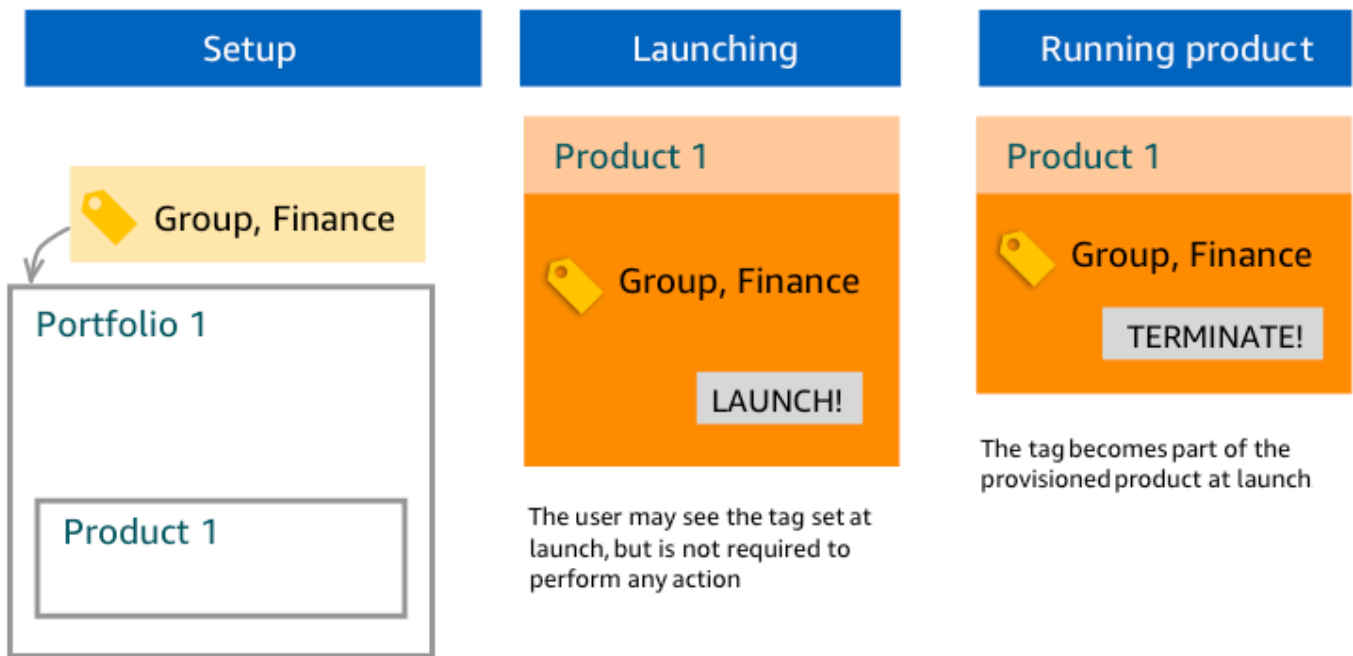 Setup
Launching
Running product
Group, Finance
Portfolio 1
Product 1
Product 1
Group, Finance
LAUNCH!
The user may see the tag set at
launch, but is not required to
perform any action
Product 1
Group, Finance
TERMINATE!
The tag becomes part of the
provisioned product at launch